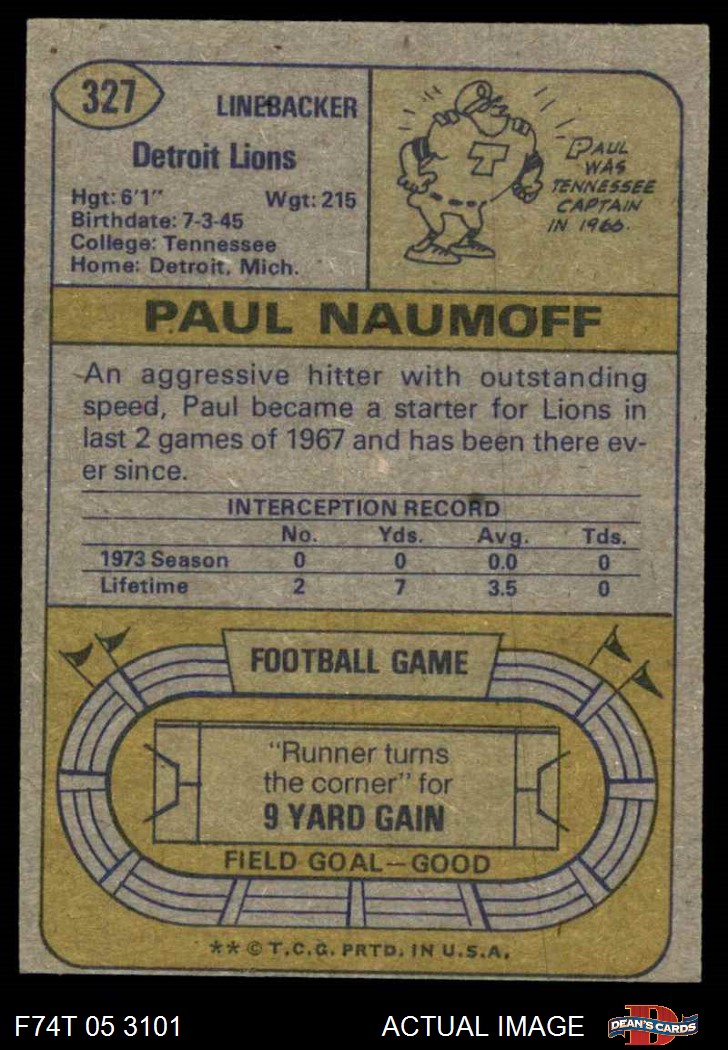 327
LINEBACKER
Detroit Lions
Hgt: 6'1" Wgt: 215
Birthdate: 7-3-45
College: Tennessee
Home: Detroit, Mich.
T
PAUL
WAS
TENNESSEE
CAPTAIN
IN 1966.
PAUL NAUMOFF
An aggressive hitter with outstanding
speed, Paul became a starter for Lions in
last 2 games of 1967 and has been there ev-
er since.
INTERCEPTION RECORD
No. Yds. Avg. Tds.
1973 Season 0 0 0.0 0
Lifetime 2 7 3.5 0
FOOTBALL GAME
"Runner turns
the corner" for
9 YARD GAIN
FIELD GOAL—GOOD
** © T.C.G. PRTD. IN U.S.A.
F74T 05 3101 ACTUAL IMAGE
D
DEAN'S CARDS